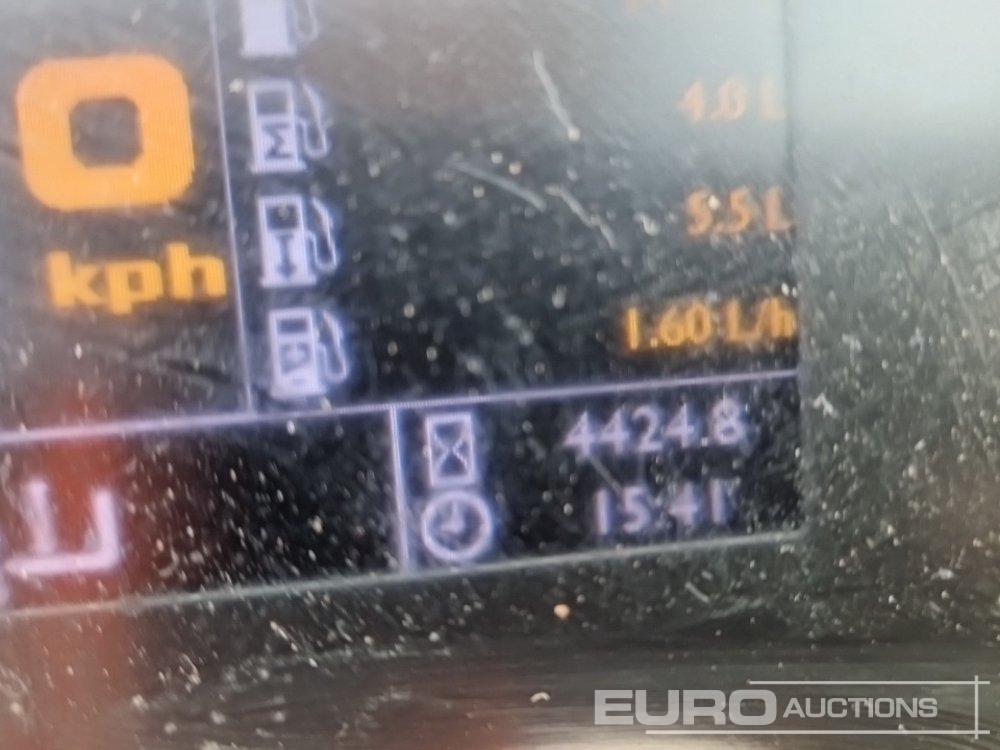 0
kph
4.0 L
5.5 L
1.60 L/h
4424.8
15:41
EURO AUCTIONS